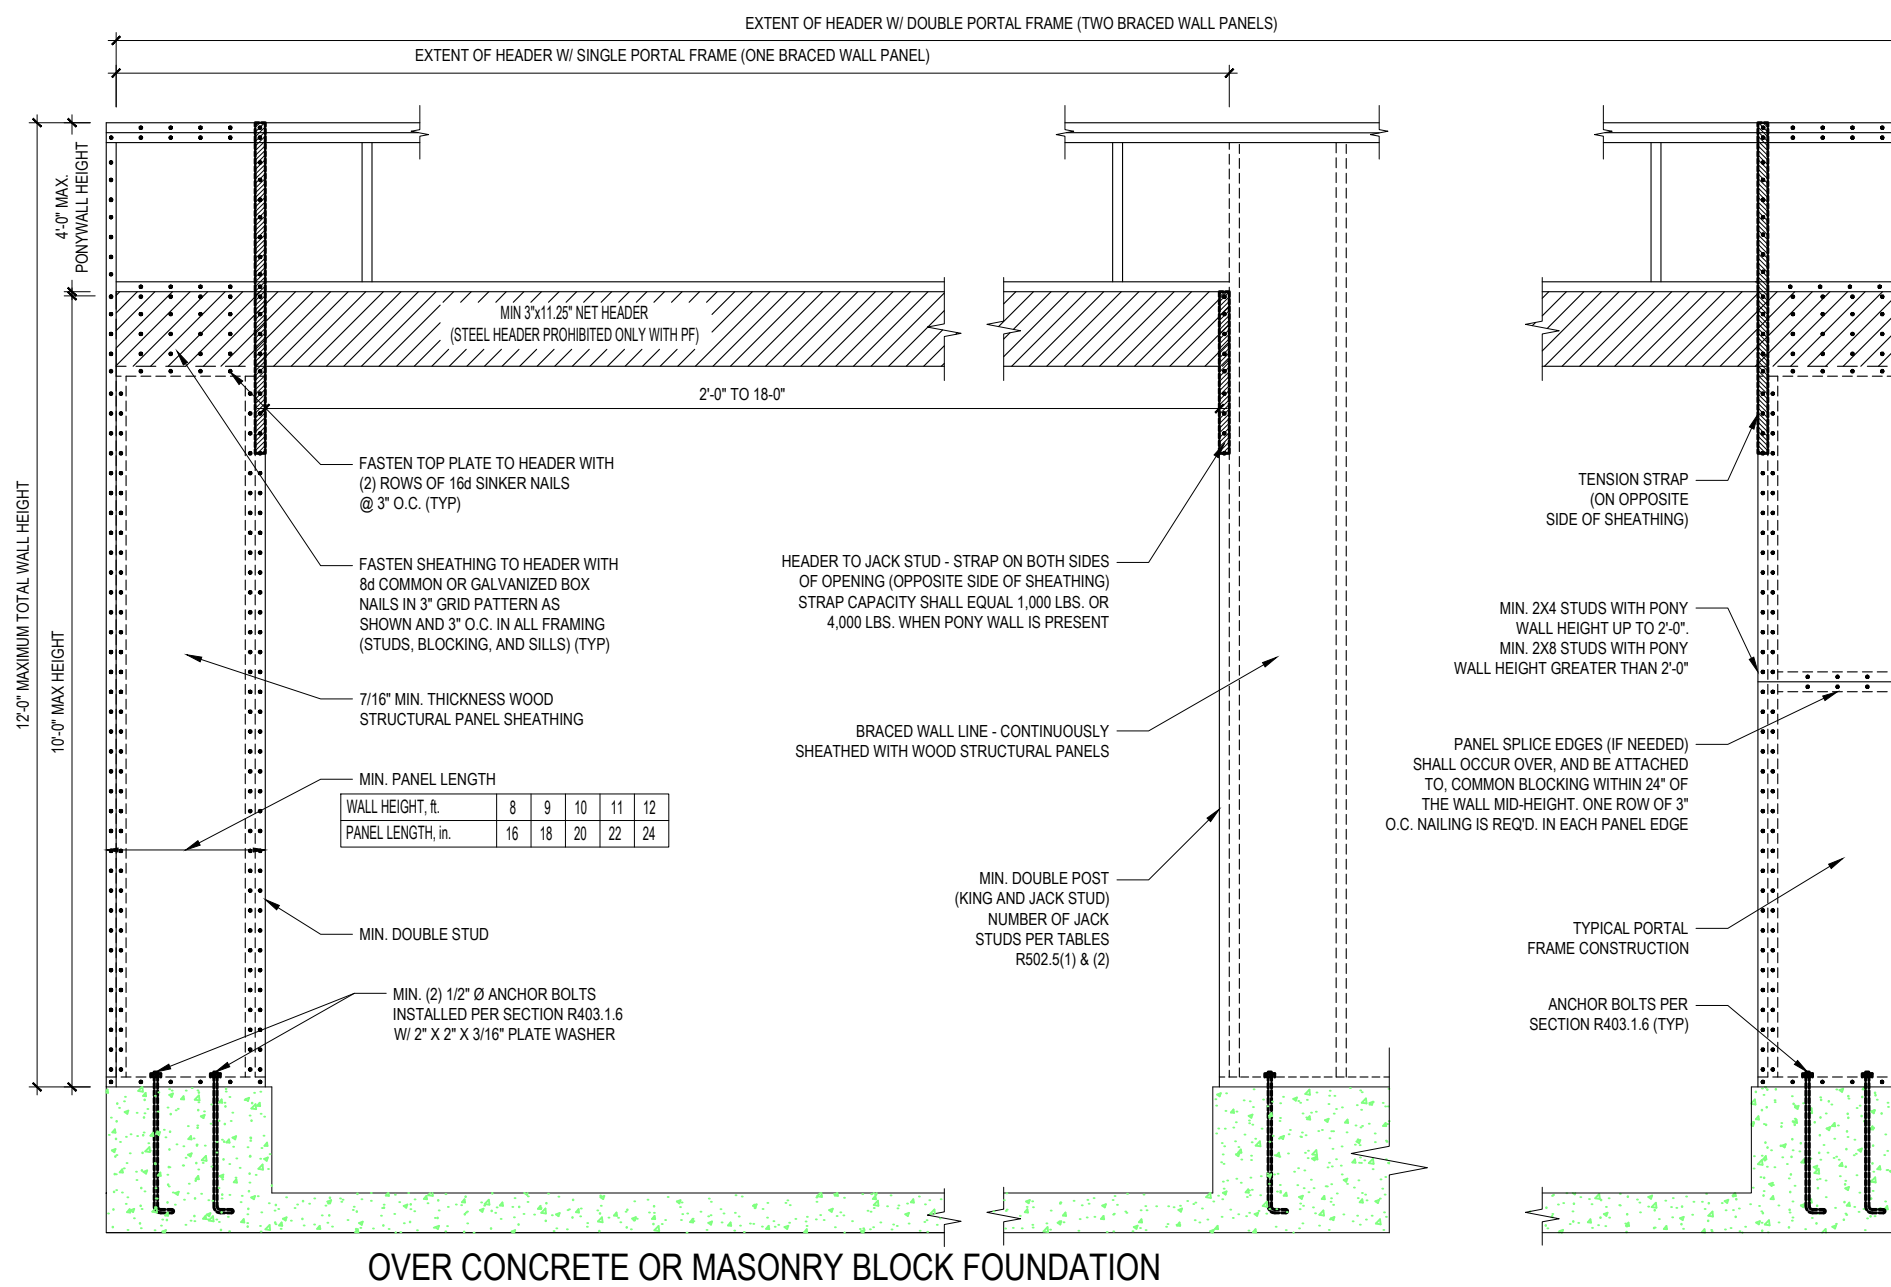 EXTENT OF HEADER W/ DOUBLE PORTAL FRAME (TWO BRACED WALL PANELS)
EXTENT OF HEADER W/ SINGLE PORTAL FRAME (ONE BRACED WALL PANEL)
4'-0" MAX.
PONYWALL HEIGHT
12'-0" MAXIMUM TOTAL WALL HEIGHT
10'-0" MAX HEIGHT
MIN 3"x11.25" NET HEADER
(STEEL HEADER PROHIBITED ONLY WITH PF)
2'-0" TO 18-0"
FASTEN TOP PLATE TO HEADER WITH
(2) ROWS OF 16d SINKER NAILS
@ 3" O.C. (TYP)
FASTEN SHEATHING TO HEADER WITH
8d COMMON OR GALVANIZED BOX
NAILS IN 3" GRID PATTERN AS
SHOWN AND 3" O.C. IN ALL FRAMING
(STUDS, BLOCKING, AND SILLS) (TYP)
7/16" MIN. THICKNESS WOOD
STRUCTURAL PANEL SHEATHING
MIN. PANEL LENGTH
WALL HEIGHT, ft. 8 9 10 11 12
PANEL LENGTH, in. 16 18 20 22 24
MIN. DOUBLE STUD
MIN. (2) 1/2" Ø ANCHOR BOLTS
INSTALLED PER SECTION R403.1.6
W/ 2" X 2" X 3/16" PLATE WASHER
HEADER TO JACK STUD - STRAP ON BOTH SIDES
OF OPENING (OPPOSITE SIDE OF SHEATHING)
STRAP CAPACITY SHALL EQUAL 1,000 LBS. OR
4,000 LBS. WHEN PONY WALL IS PRESENT
BRACED WALL LINE - CONTINUOUSLY
SHEATHED WITH WOOD STRUCTURAL PANELS
MIN. DOUBLE POST
(KING AND JACK STUD)
NUMBER OF JACK
STUDS PER TABLES
R502.5(1) & (2)
TENSION STRAP
(ON OPPOSITE
SIDE OF SHEATHING)
MIN. 2X4 STUDS WITH PONY
WALL HEIGHT UP TO 2'-0".
MIN. 2X8 STUDS WITH PONY
WALL HEIGHT GREATER THAN 2'-0"
PANEL SPLICE EDGES (IF NEEDED)
SHALL OCCUR OVER, AND BE ATTACHED
TO, COMMON BLOCKING WITHIN 24" OF
THE WALL MID-HEIGHT. ONE ROW OF 3"
O.C. NAILING IS REQ'D. IN EACH PANEL EDGE
TYPICAL PORTAL
FRAME CONSTRUCTION
ANCHOR BOLTS PER
SECTION R403.1.6 (TYP)
OVER CONCRETE OR MASONRY BLOCK FOUNDATION